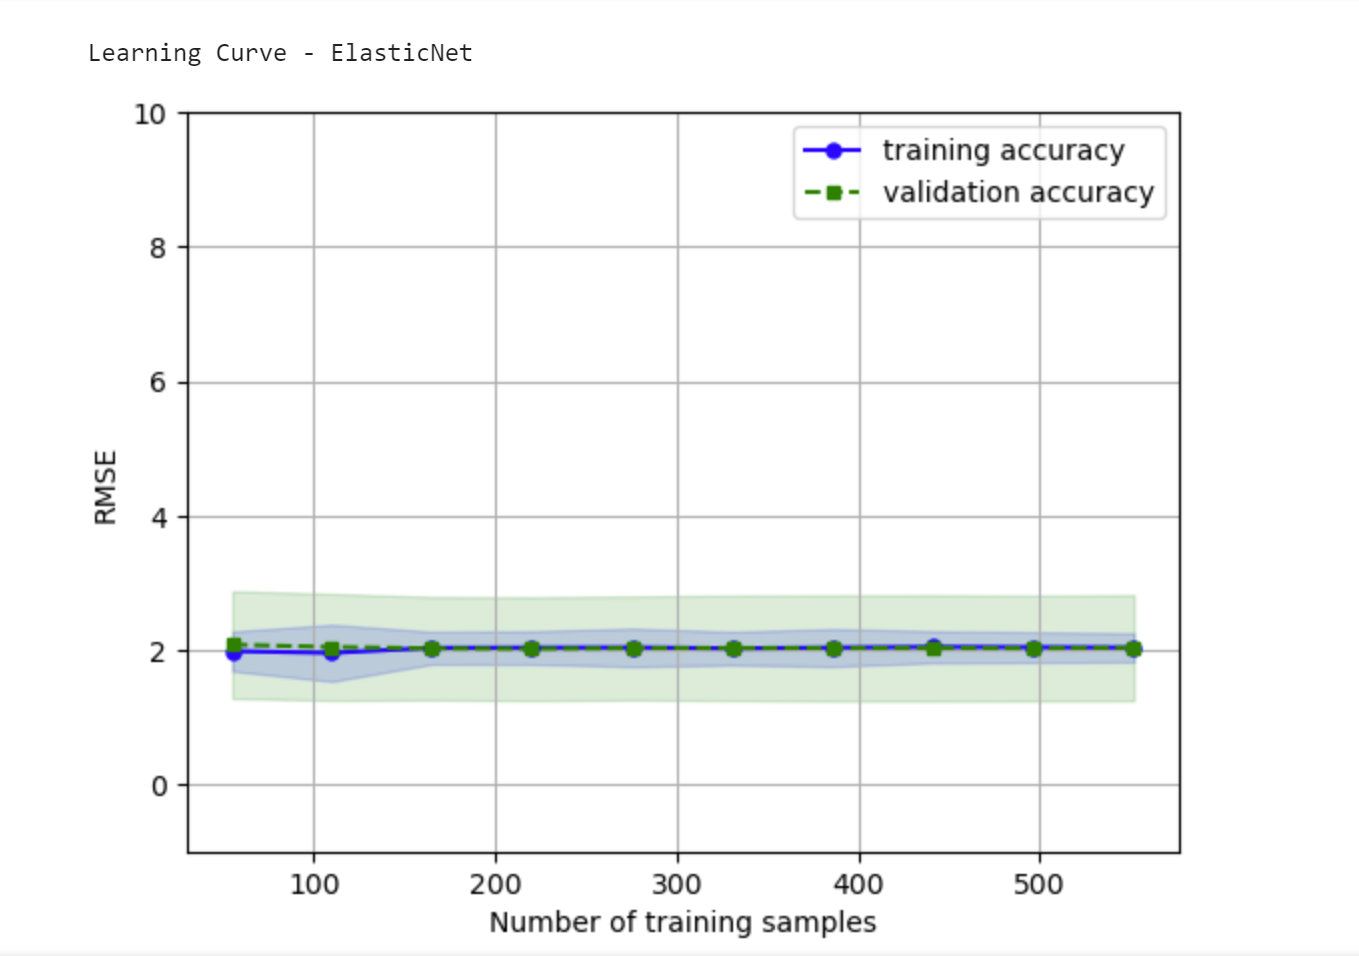 Learning Curve - ElasticNet
10
training accuracy
validation accuracy
8
6
RMSE
4
2
0
100 200 300 400 500
Number of training samples